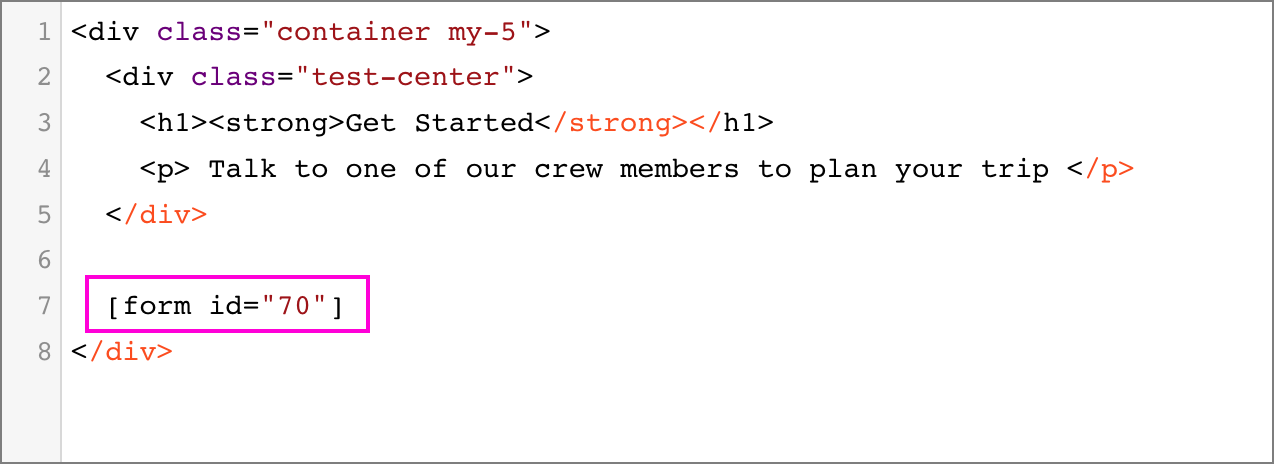 1 <div class="container my-5">
2   <div class="test-center">
3     <h1><strong>Get Started</strong></h1>
4     <p> Talk to one of our crew members to plan your trip </p>
5   </div>
6
7   [form id="70"]
8 </div>